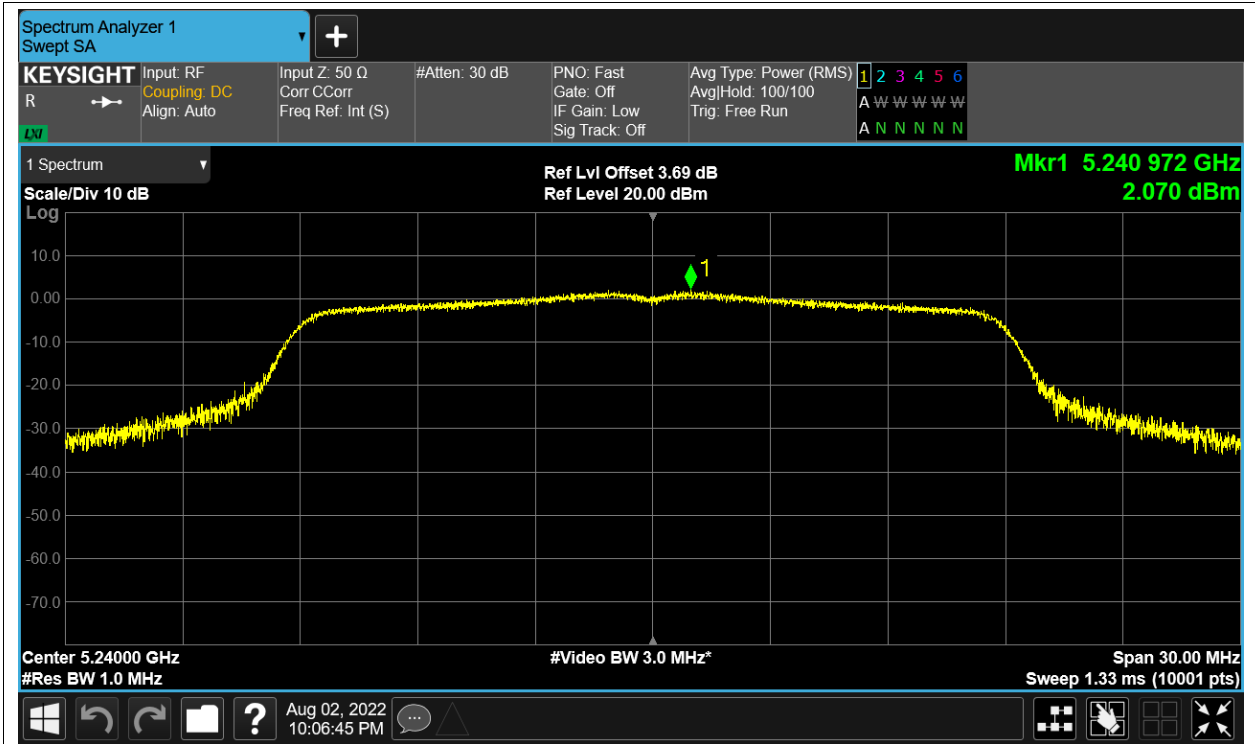 Spectrum Analyzer 1
Swept SA
KEYSIGHT
R
LXI
Input: RF
Coupling: DC
Align: Auto
Input Z: 50 Ω
Corr CCorr
Freq Ref: Int (S)
#Atten: 30 dB
PNO: Fast
Gate: Off
IF Gain: Low
Sig Track: Off
Avg Type: Power (RMS)
Avg|Hold: 100/100
Trig: Free Run
1 2 3 4 5 6
A W W W W W
A N N N N N
1 Spectrum
Scale/Div 10 dB
Log
Ref Lvl Offset 3.69 dB
Ref Level 20.00 dBm
Mkr1 5.240 972 GHz
2.070 dBm
1
10.0
0.00
-10.0
-20.0
-30.0
-40.0
-50.0
-60.0
-70.0
Center 5.24000 GHz
#Res BW 1.0 MHz
#Video BW 3.0 MHz*
Span 30.00 MHz
Sweep 1.33 ms (10001 pts)
?
Aug 02, 2022
10:06:45 PM